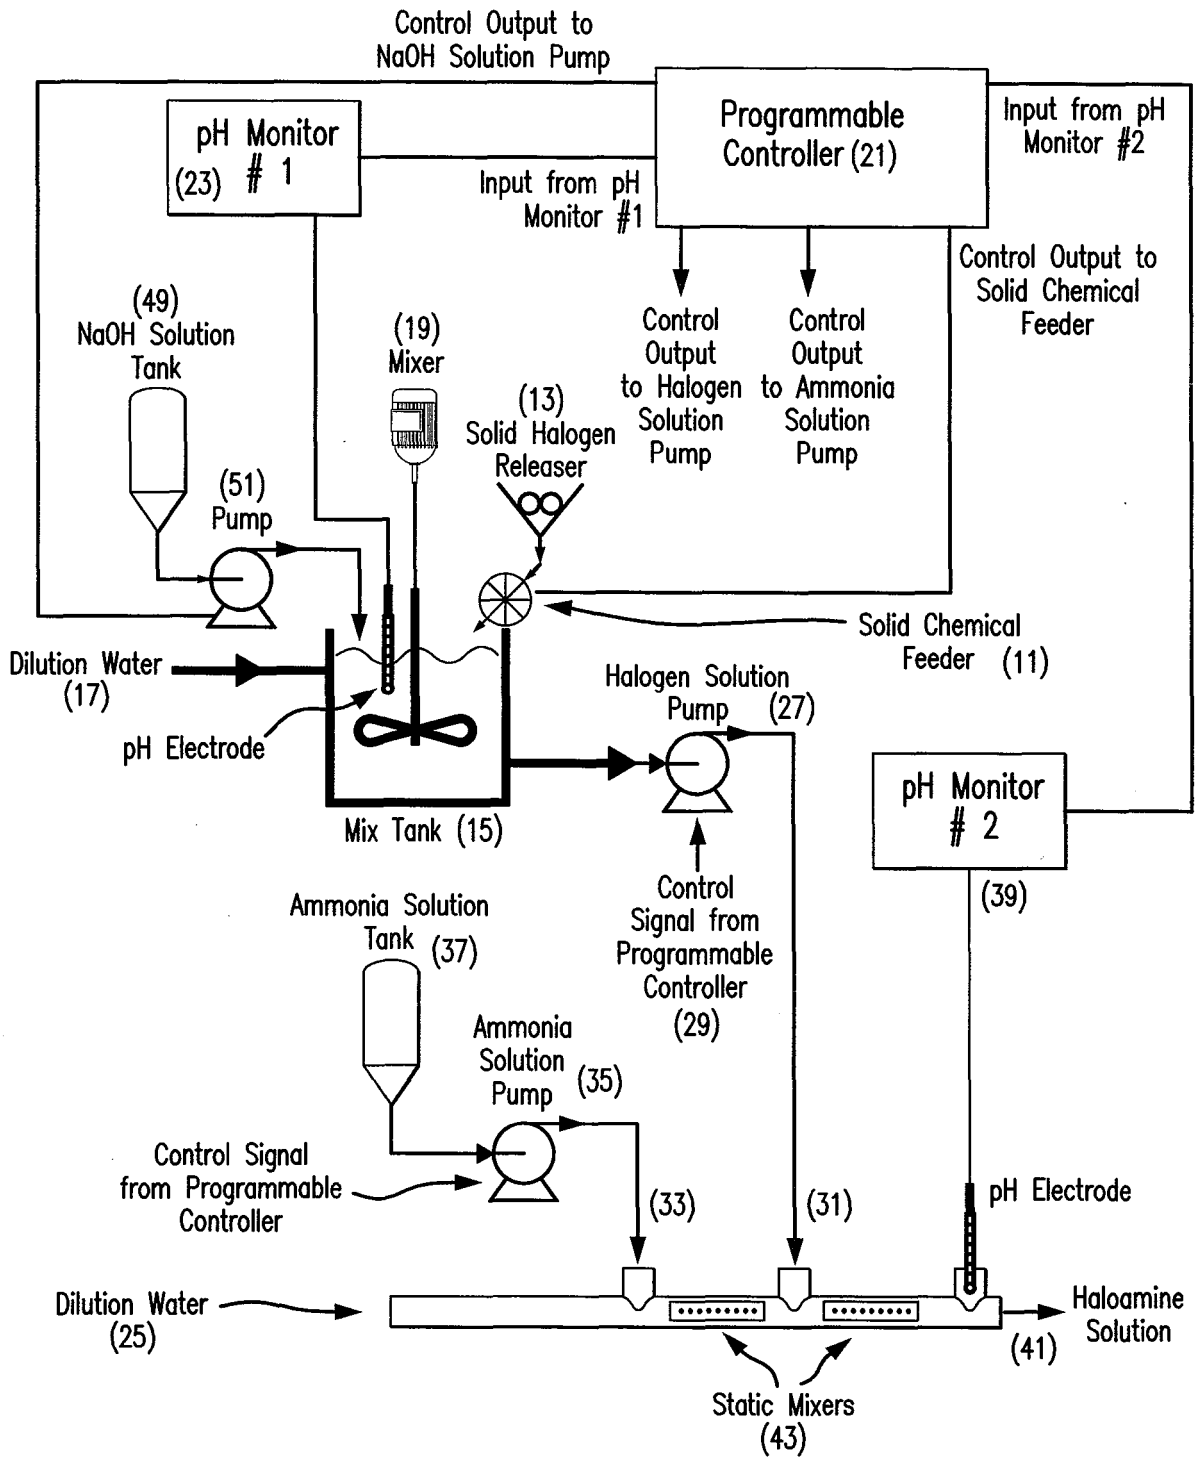 Control Output to
NaOH Solution Pump
Programmable
Controller (21)
Input from pH
Monitor #2
pH Monitor
# 1
(23)
Input from pH
Monitor #1
Control Output to
Solid Chemical
Feeder
(49)
NaOH Solution
Tank
(19)
Mixer
Control
Output
to Halogen
Solution
Pump
Control
Output
to Ammonia
Solution
Pump
(13)
Solid Halogen
Releaser
(51)
Pump
Solid Chemical
Feeder (11)
Dilution Water
(17)
pH Electrode
Mix Tank (15)
Halogen Solution
Pump (27)
pH Monitor
# 2
(39)
Control
Signal from
Programmable
Controller
(29)
Ammonia Solution
Tank (37)
Ammonia
Solution
Pump (35)
Control Signal
from Programmable
Controller
(33)
(31)
pH Electrode
Dilution Water
(25)
Haloamine
Solution
(41)
Static Mixers
(43)